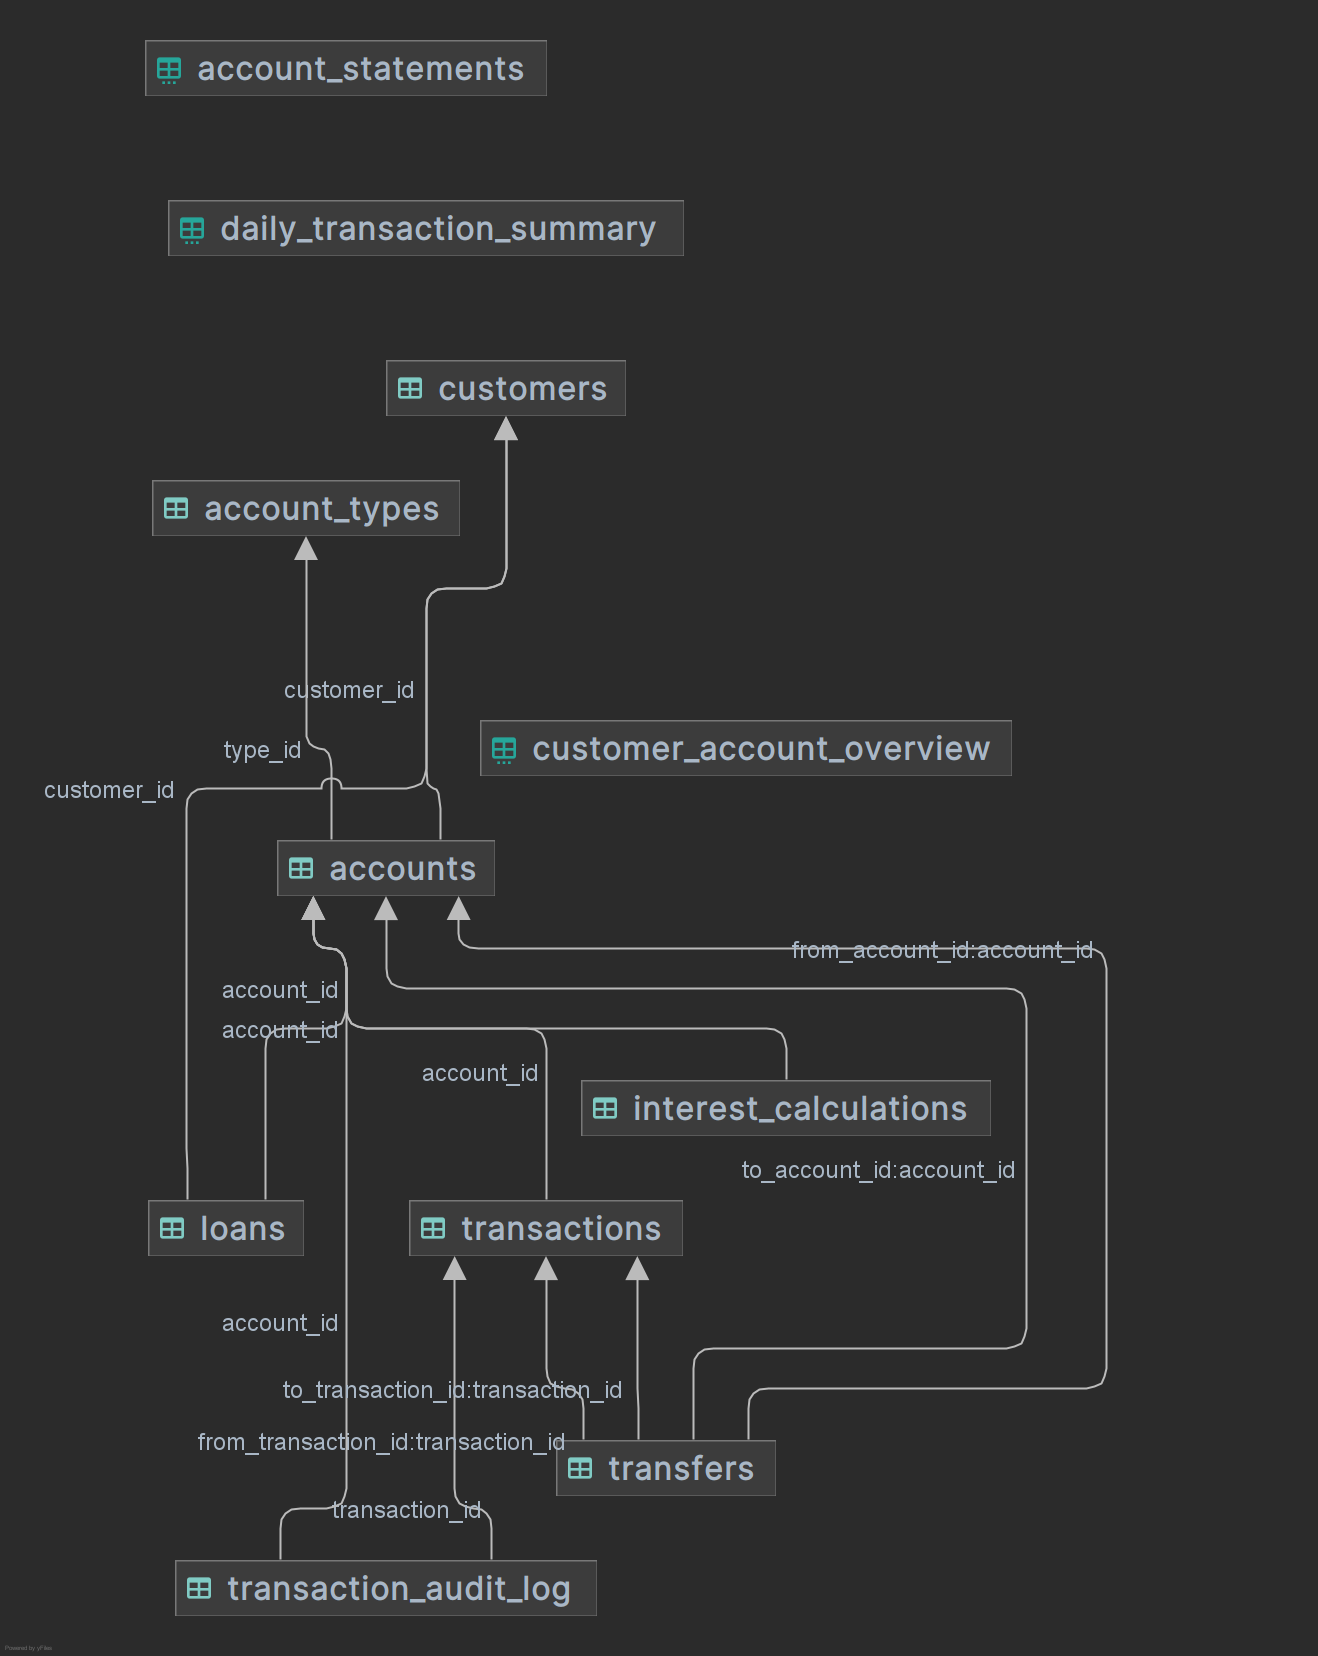 account_statements
daily_transaction_summary
customers
account_types
customer_id
type_id
customer_account_overview
customer_id
accounts
from_account_id:account_id
account_id
account_id
account_id
interest_calculations
to_account_id:account_id
loans
transactions
account_id
to_transaction_id:transaction_id
from_transaction_id:transaction_id
transfers
transaction_id
transaction_audit_log
Powered by yFiles